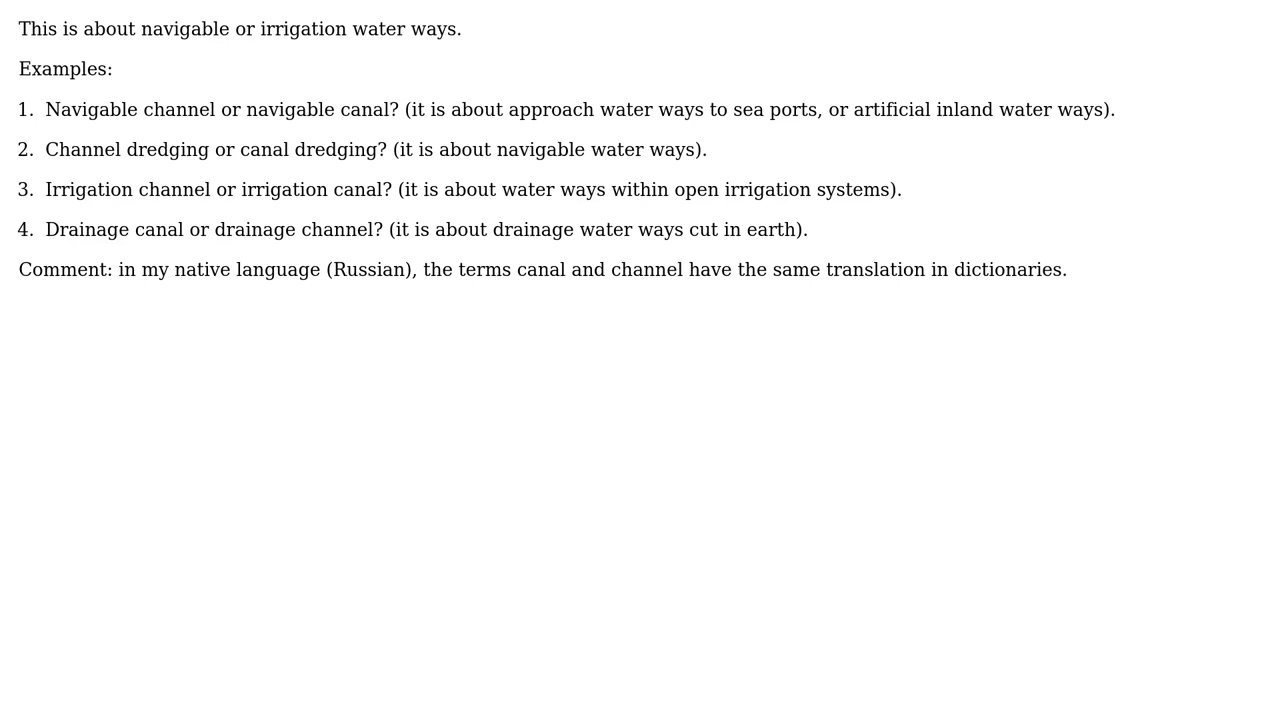 This is about navigable or irrigation water ways.
Examples:
1. Navigable channel or navigable canal? (it is about approach water ways to sea ports, or artificial inland water ways).
2. Channel dredging or canal dredging? (it is about navigable water ways).
3. Irrigation channel or irrigation canal? (it is about water ways within open irrigation systems).
4. Drainage canal or drainage channel? (it is about drainage water ways cut in earth).
Comment: in my native language (Russian), the terms canal and channel have the same translation in dictionaries.